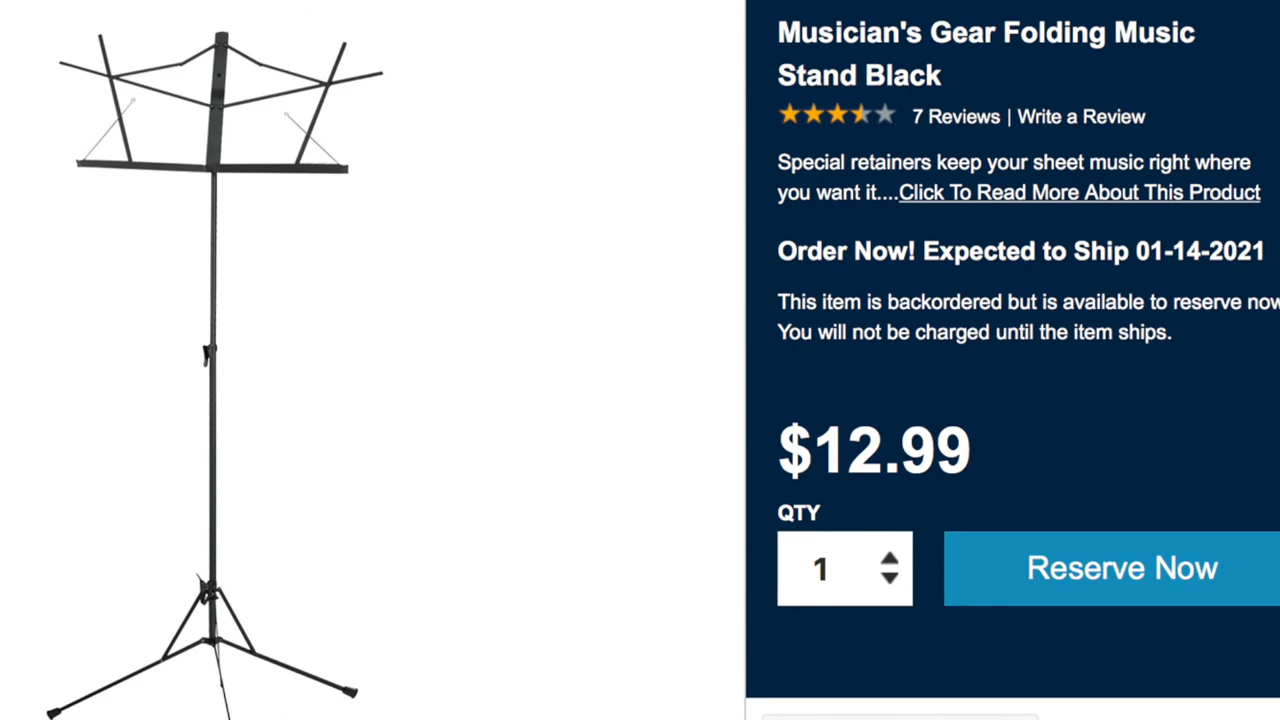 Musician's Gear Folding Music
Stand Black
7 Reviews | Write a Review
Special retainers keep your sheet music right where
you want it....Click To Read More About This Product
Order Now! Expected to Ship 01-14-2021
This item is backordered but is available to reserve now
You will not be charged until the item ships.
$12.99
QTY
1
Reserve Now